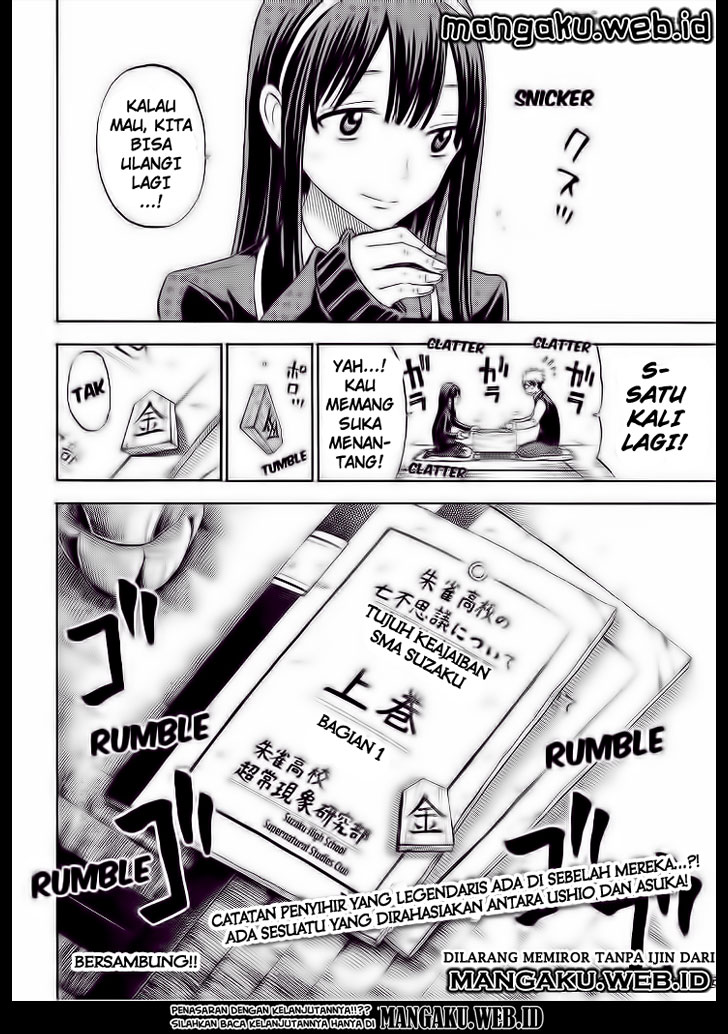 mangaku.web.id
KALAU
MAU, KITA
BISA
ULANGI
LAGI
...!
SNICKER
クスッ
S-
SATU
KALI
LAGI!
CLATTER
CLATTER
ガラ
ガラ
CLATTER
YAH...!
KAU
MEMANG
SUKA
MENAN-
TANG!
ポロッ
TUMBLE
TAK
金
朱雀高校の
七不思議について
TUJUH KEAJAIBAN
SMA SUZAKU
上巻
BAGIAN 1
朱雀高校
超常現象研究部
Suzaku High School
Supernatural Studies Club
金
ゴ
RUMBLE
RUMBLE
ゴ
RUMBLE
ゴ
CATATAN PENYIHIR YANG LEGENDARIS ADA DI SEBELAH MEREKA...?!
ADA SESUATU YANG DIRAHASIAKAN ANTARA USHIO DAN ASUKA!
BERSAMBUNG!!
DILARANG MEMIROR TANPA IJIN DARI
MANGAKU.WEB.ID
PENASARAN DENGAN KELANJUTANNYA!!??
SILAHKAN BACA KELANJUTANNYA HANYA DI MANGAKU.WEB.ID